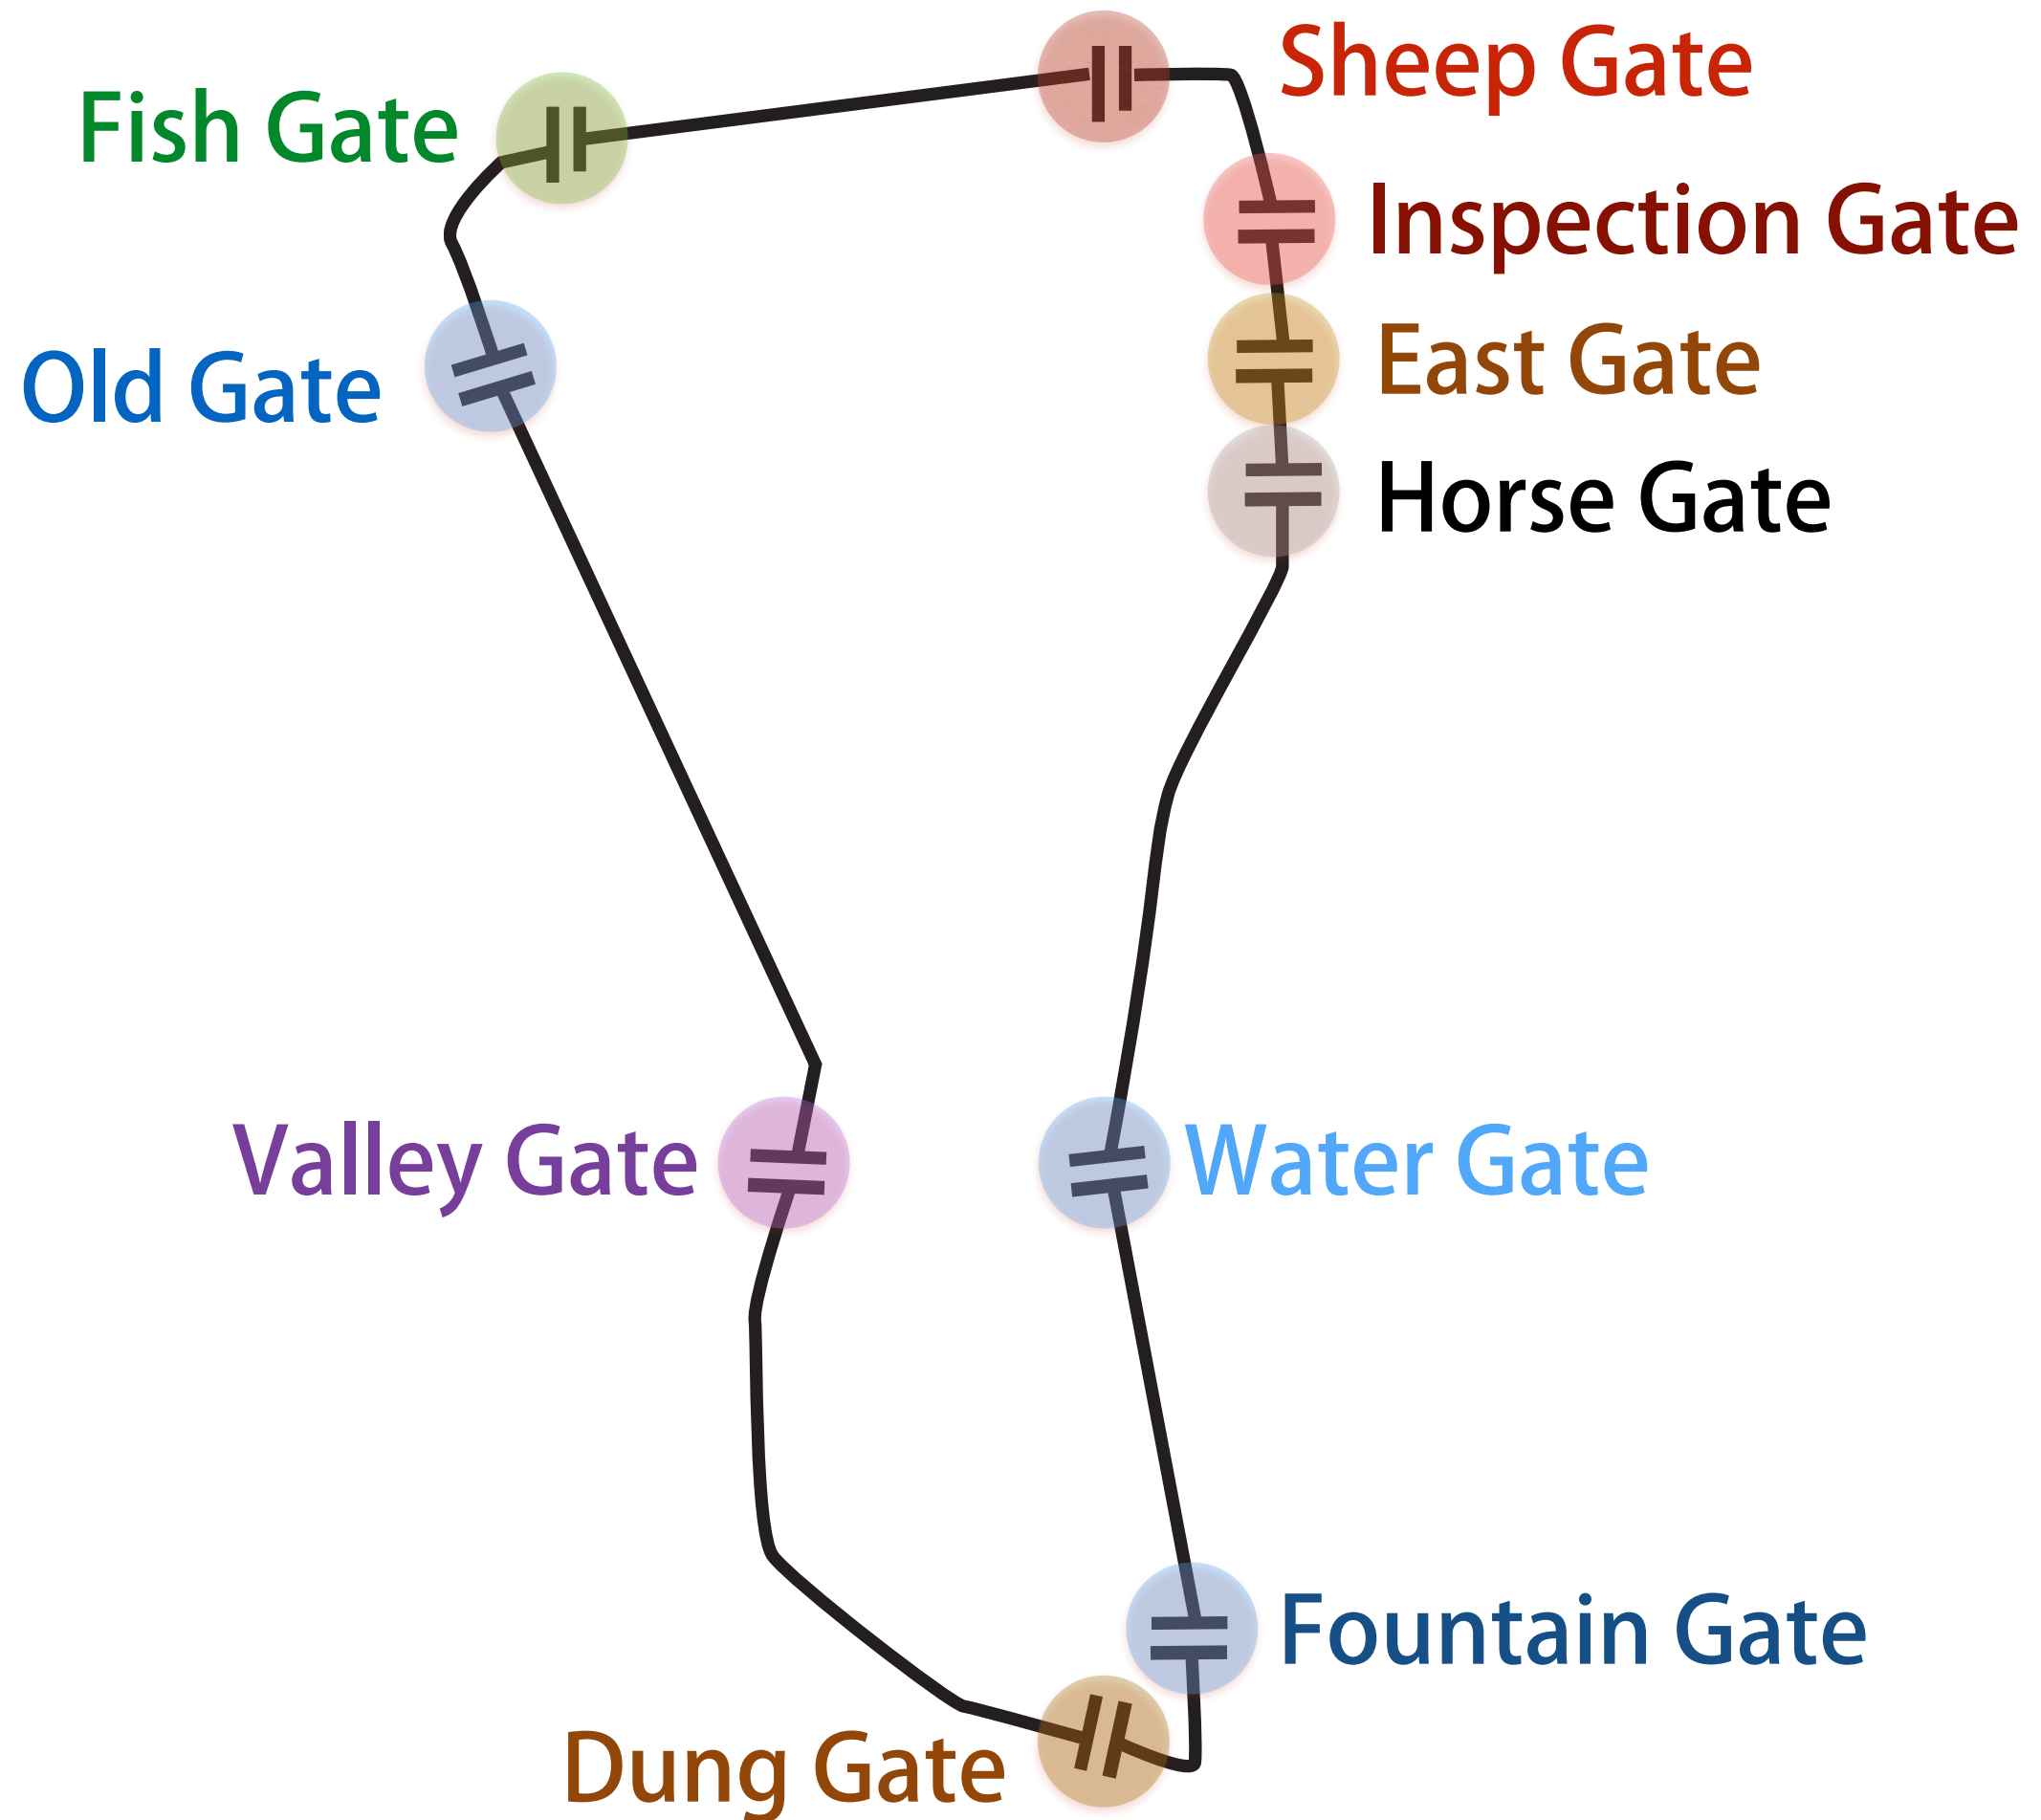 Sheep Gate
Fish Gate
Inspection Gate
East Gate
Old Gate
Horse Gate
Valley Gate
Water Gate
Fountain Gate
Dung Gate